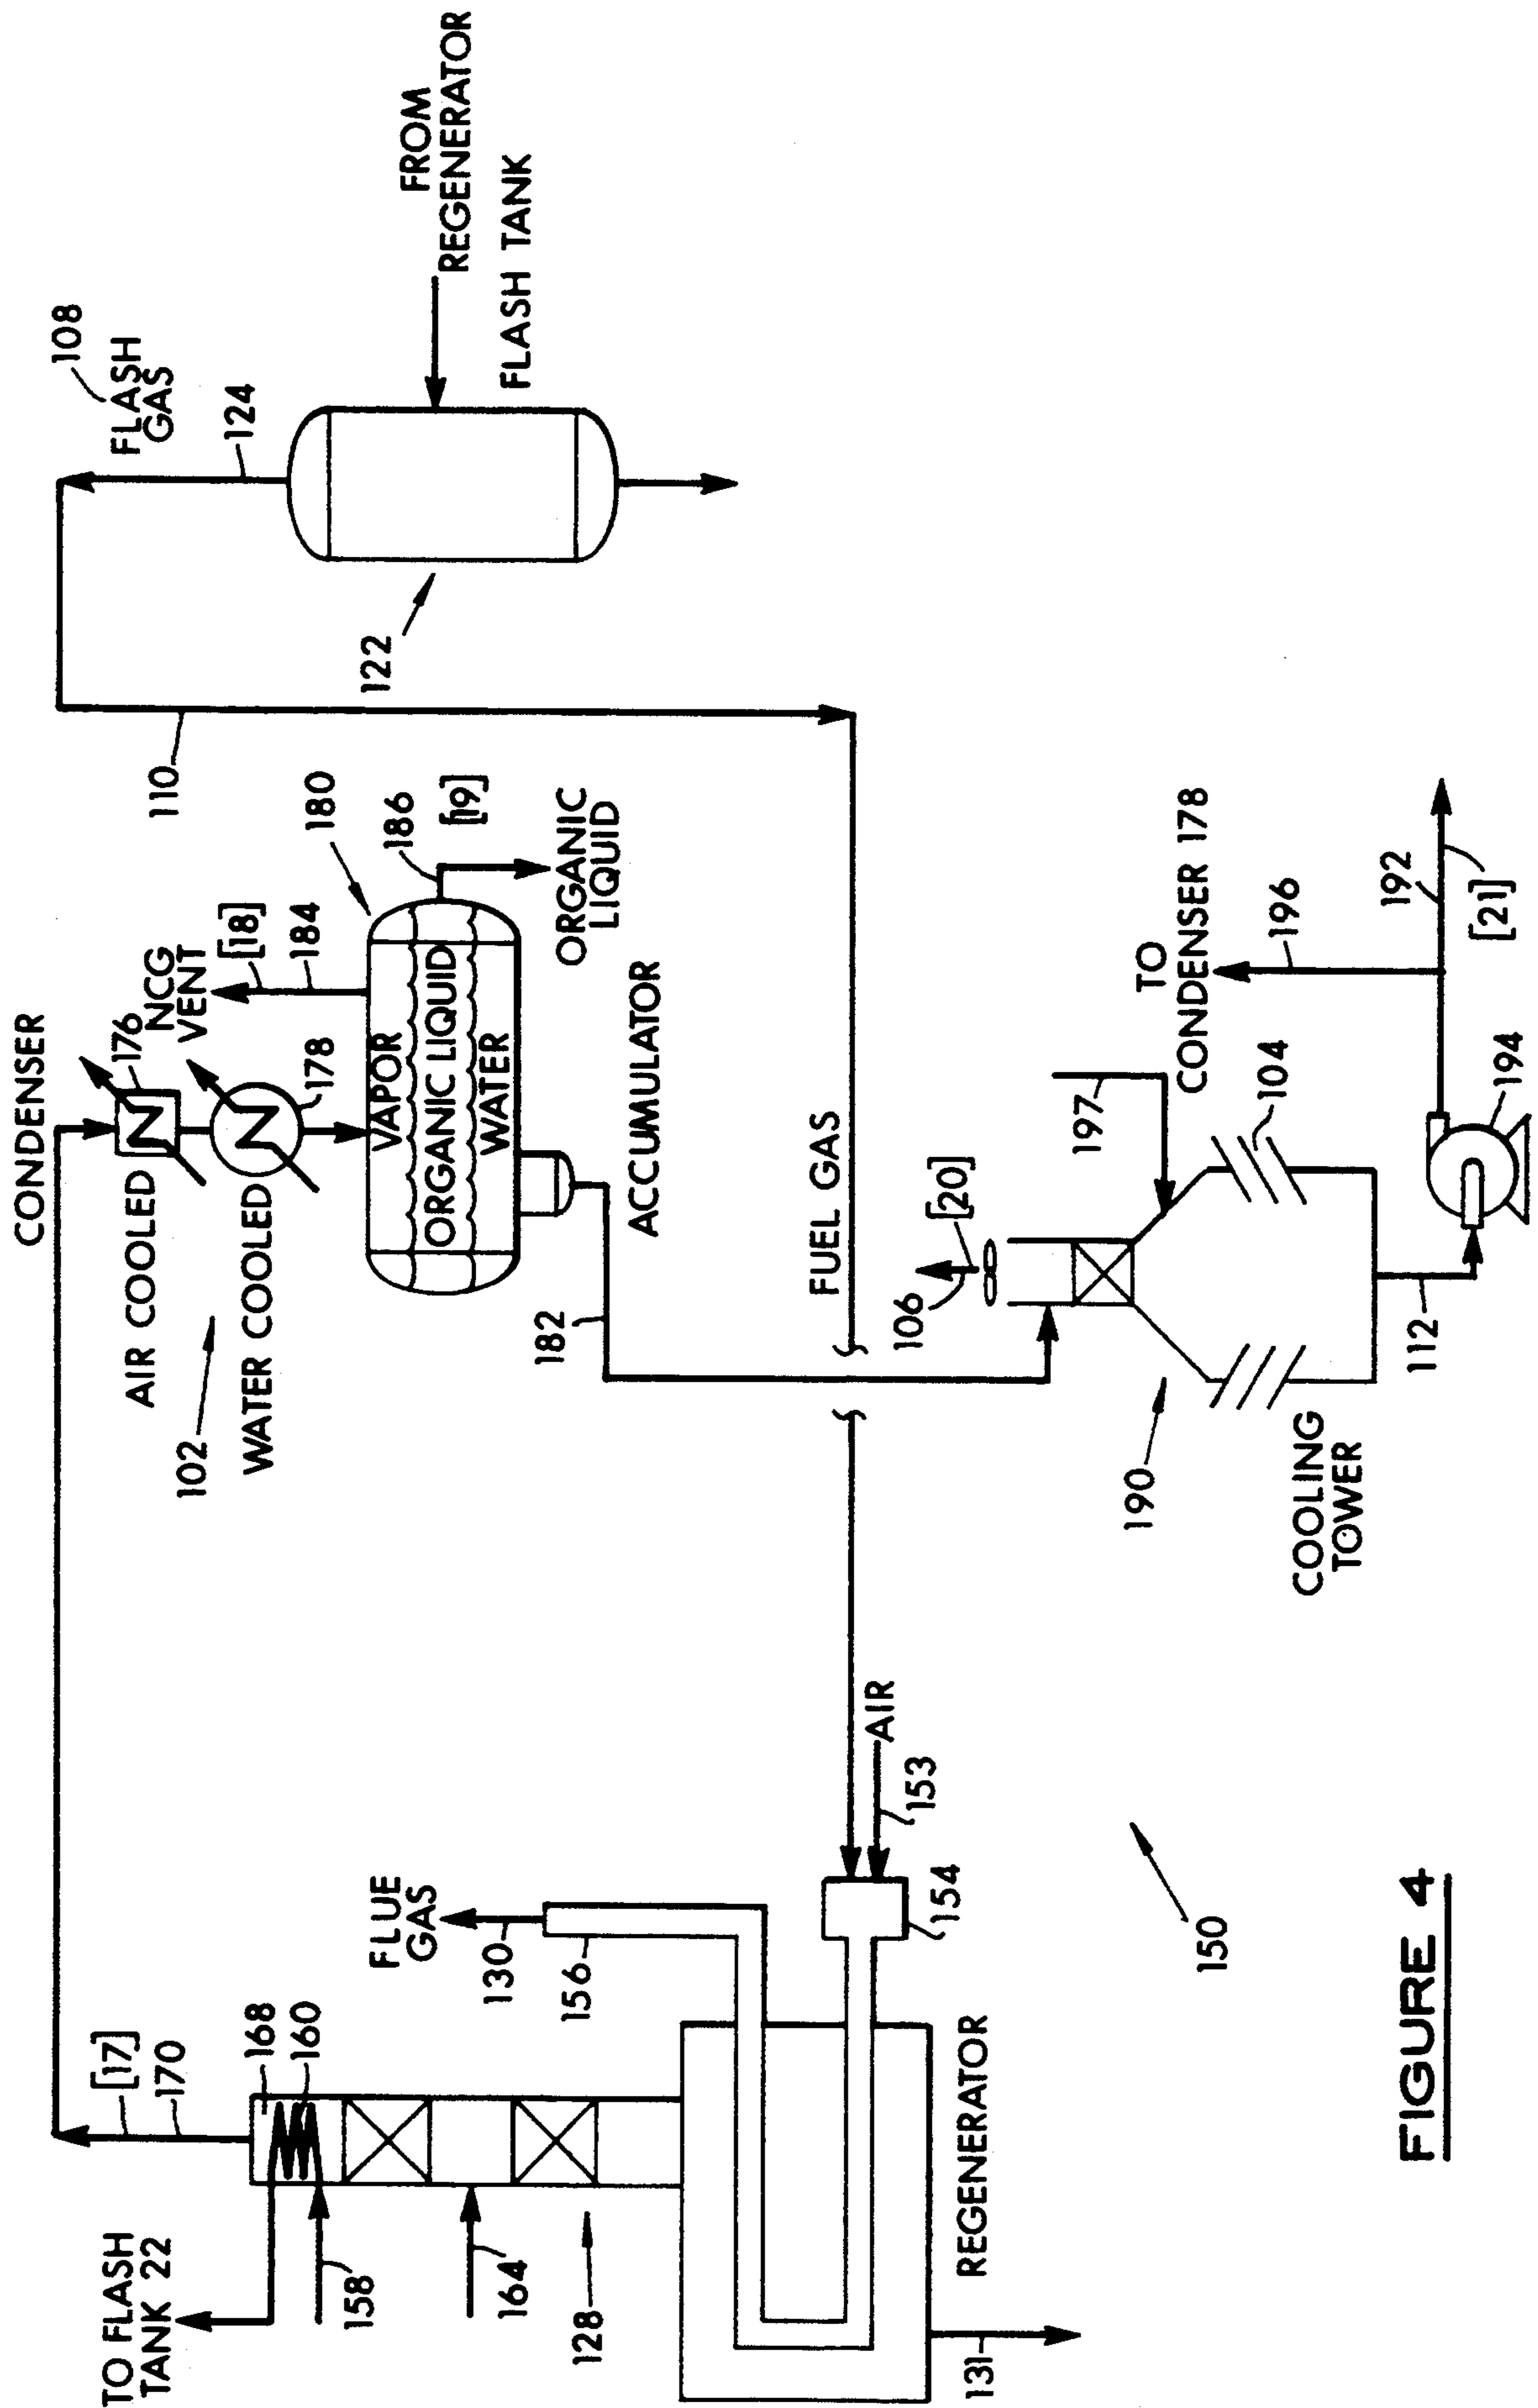 TO FLASH
TANK 22
158
164
128
[17]
170
168
160
FLUE
GAS
130
156
REGENERATOR
131
154
153
AIR
150
CONDENSER
AIR COOLED
176
102
WATER COOLED
178
NCG
VENT
[18]
184
180
186
[19]
ORGANIC
LIQUID
VAPOR
ORGANIC LIQUID
WATER
ACCUMULATOR
182
FUEL GAS
110
108
FLASH
GAS
124
122
FROM
REGENERATOR
FLASH TANK
106
[20]
197
190
104
COOLING
TOWER
112
194
TO
CONDENSER 178
196
192
[21]
FIGURE 4